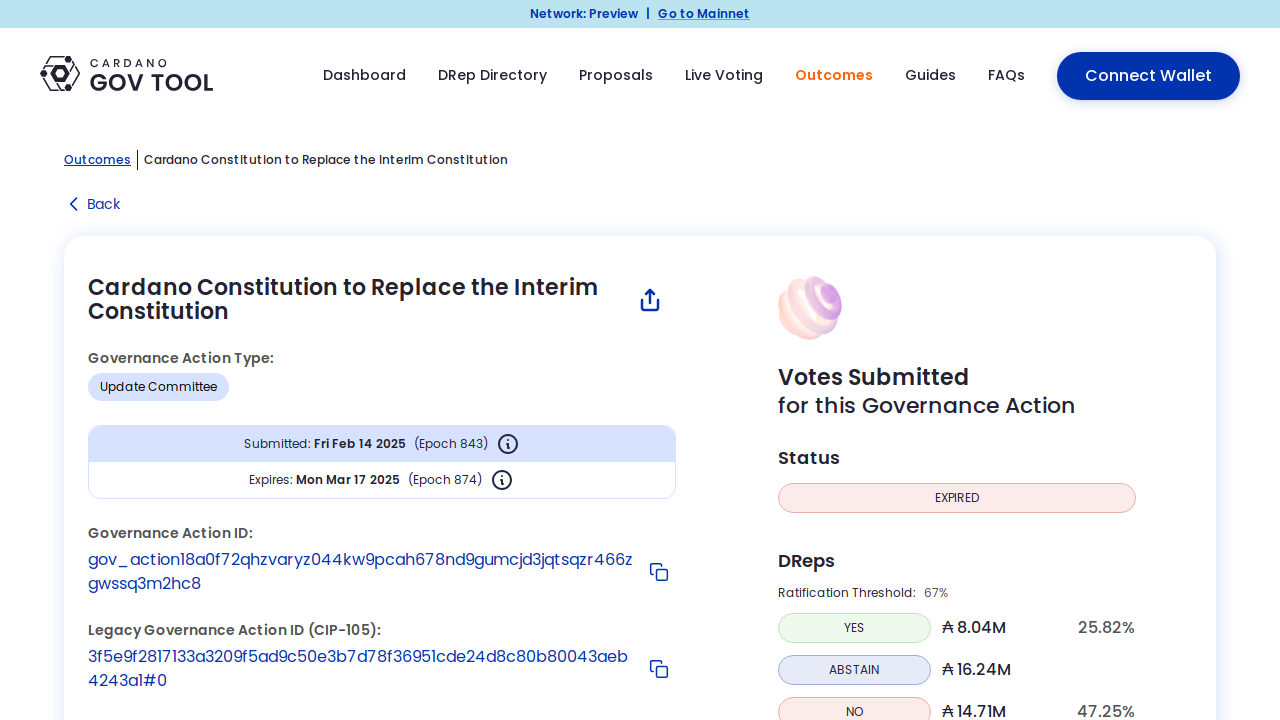 Network: Preview | Go to Mainnet
CARDANO
GOV TOOL
Dashboard
DRep Directory
Proposals
Live Voting
Outcomes
Guides
FAQs
Connect Wallet
Outcomes
Cardano Constitution to Replace the Interim Constitution
Back
Cardano Constitution to Replace the Interim
Constitution
Governance Action Type:
Update Committee
Submitted: Fri Feb 14 2025 (Epoch 843)
Expires: Mon Mar 17 2025 (Epoch 874)
Governance Action ID:
gov_action18a0f72qhzvaryz044kw9pcah678nd9gumcjd3jqtsqzr466z
gwssq3m2hc8
Legacy Governance Action ID (CIP-105):
3f5e9f2817133a3209f5ad9c50e3b7d78f36951cde24d8c80b80043aeb
4243a1#0
Votes Submitted
for this Governance Action
Status
EXPIRED
DReps
Ratification Threshold: 67%
YES ₳ 8.04M 25.82%
ABSTAIN ₳ 16.24M
NO ₳ 14.71M 47.25%